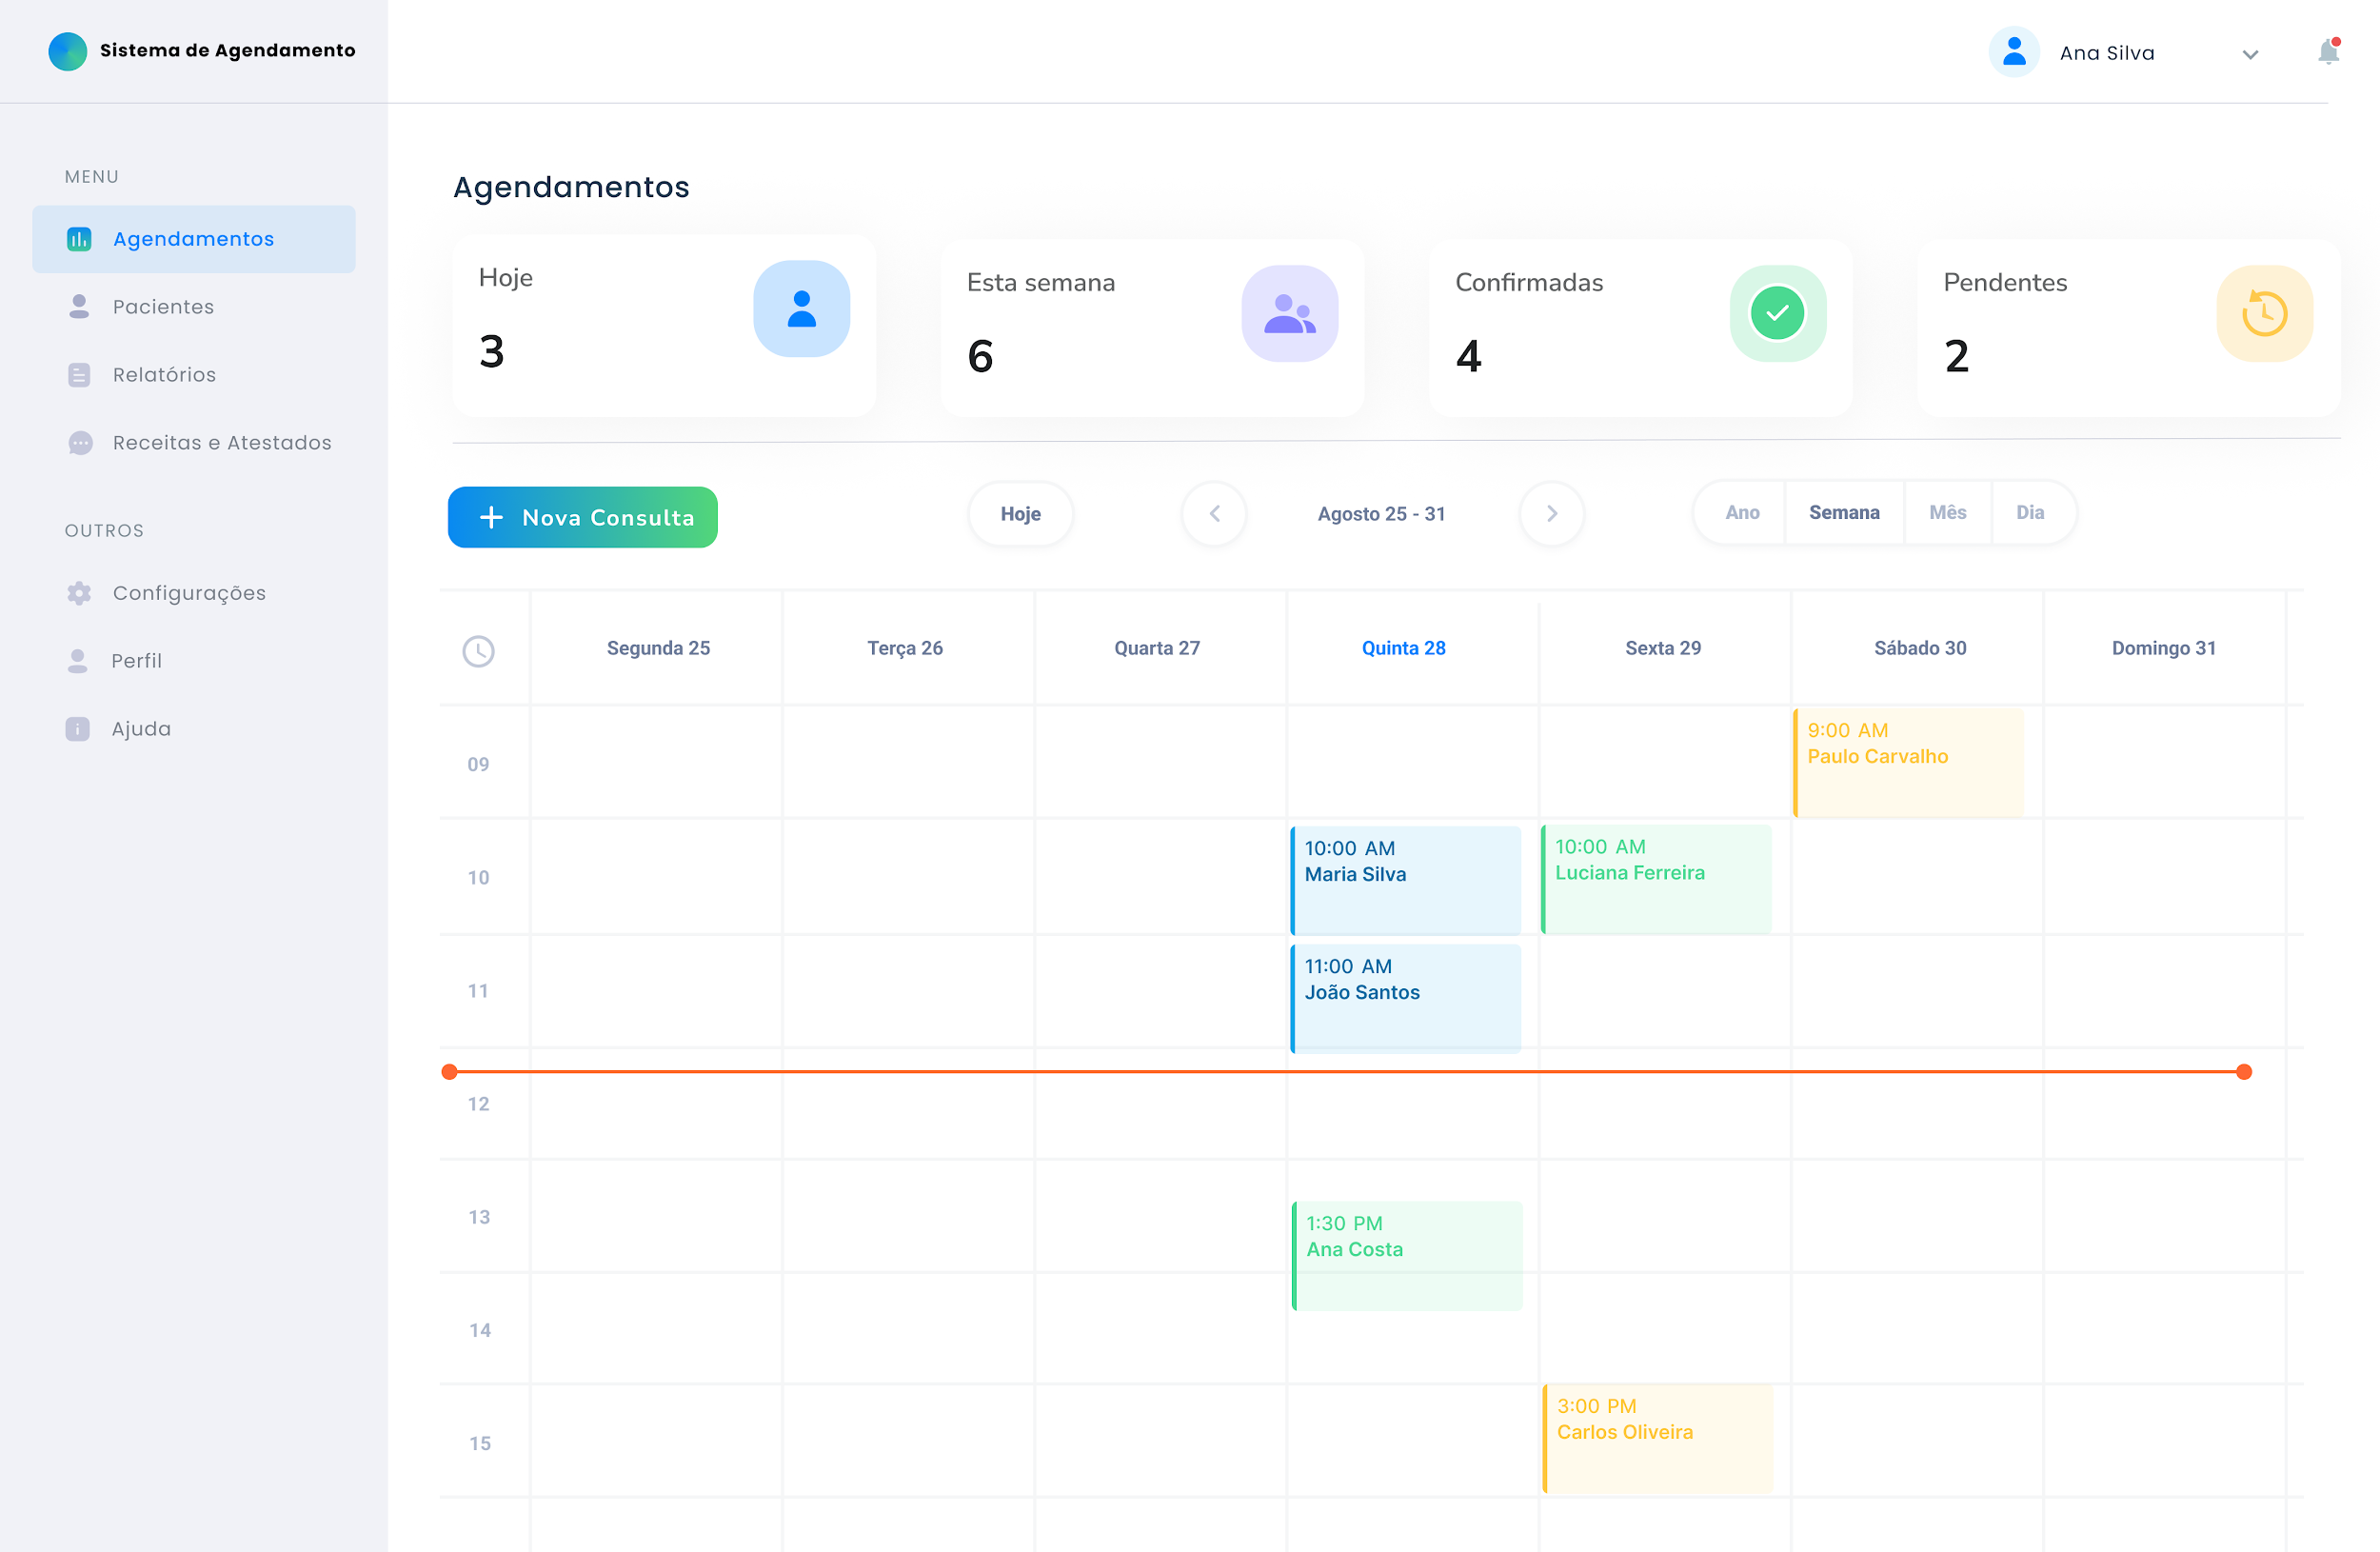 Sistema de Agendamento
Ana Silva
MENU
Agendamentos
Pacientes
Relatórios
Receitas e Atestados
OUTROS
Configurações
Perfil
Ajuda
Agendamentos
Hoje
3
Esta semana
6
Confirmadas
4
Pendentes
2
Nova Consulta
Hoje
Agosto 25 - 31
Ano Semana Mês Dia
Segunda 25 Terça 26 Quarta 27 Quinta 28 Sexta 29 Sábado 30 Domingo 31
09
9:00 AM
Paulo Carvalho
10
10:00 AM
Maria Silva
10:00 AM
Luciana Ferreira
11
11:00 AM
João Santos
12
13
1:30 PM
Ana Costa
14
15
3:00 PM
Carlos Oliveira